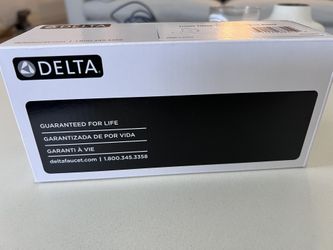 DELTA
GUARANTEED FOR LIFE
GARANTIZADA DE POR VIDA
GARANTI À VIE
deltafaucet.com | 1.800.345.3358